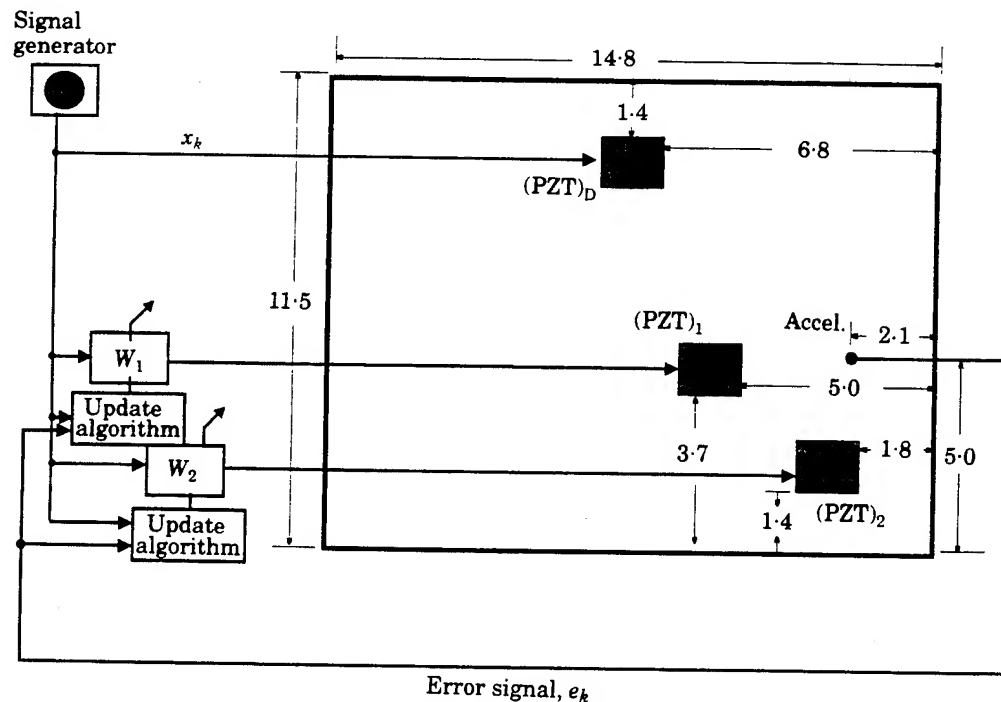 Signal
generator
14·8
1·4
x_k
6·8
(PZT)_D
11·5
(PZT)_1
Accel.
2·1
W_1
5·0
Update
algorithm
3·7
W_2
1·8
5·0
1·4
(PZT)_2
Update
algorithm
Error signal, e_k